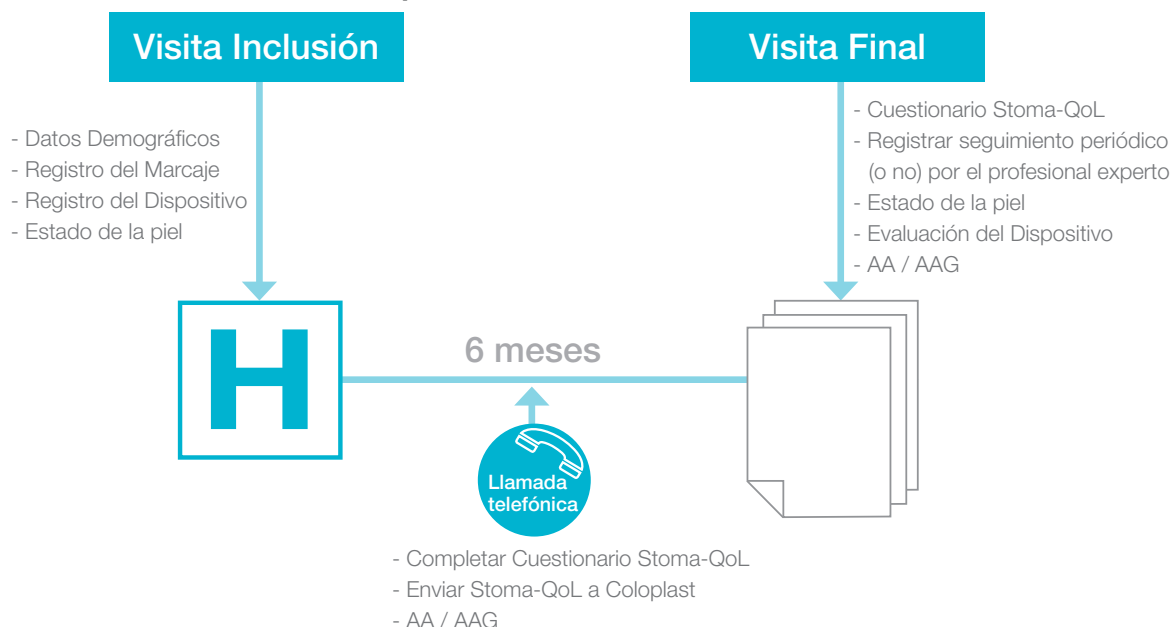 Visita Inclusión
- Datos Demográficos
- Registro del Marcaje
- Registro del Dispositivo
- Estado de la piel
Visita Final
- Cuestionario Stoma-QoL
- Registrar seguimiento periódico
(o no) por el profesional experto
- Estado de la piel
- Evaluación del Dispositivo
- AA / AAG
H
6 meses
Llamada
telefónica
- Completar Cuestionario Stoma-QoL
- Enviar Stoma-QoL a Coloplast
- AA / AAG